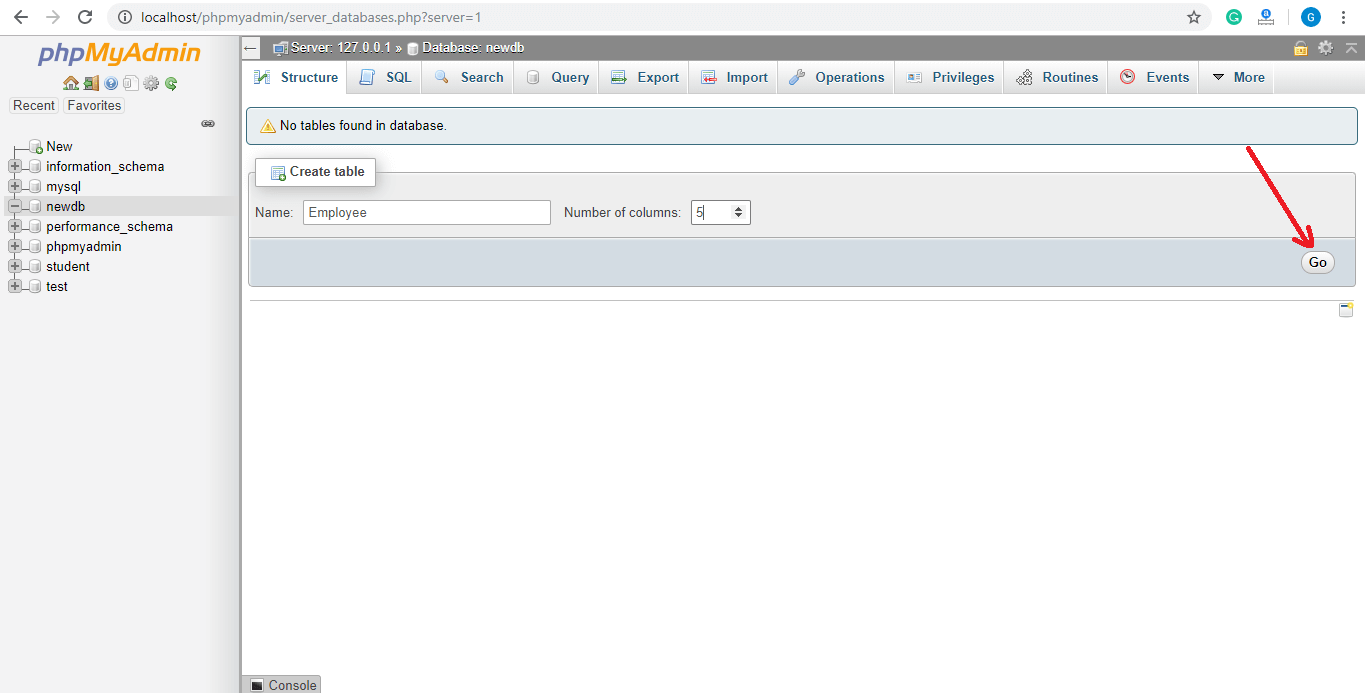 localhost/phpmyadmin/server_databases.php?server=1
G
a
G
phpMyAdmin
Recent Favorites
New
information_schema
mysql
newdb
performance_schema
phpmyadmin
student
test
Server: 127.0.0.1 » Database: newdb
Structure SQL Search Query Export Import Operations Privileges Routines Events More
No tables found in database.
Create table
Name: Employee Number of columns: 5
Go
Console